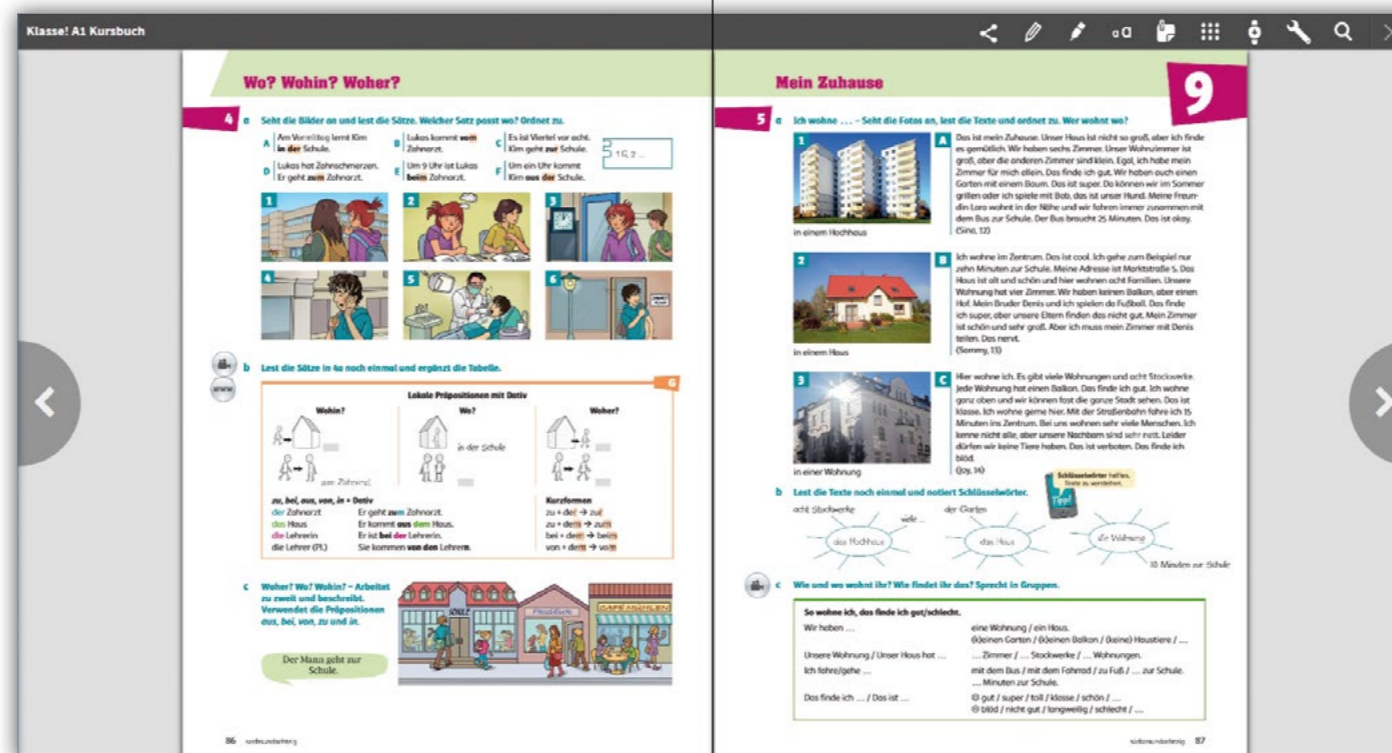 Klasse! A1 Kursbuch
Wo? Wohin? Woher?
4 a Seht die Bilder an und lest die Sätze. Welcher Satz passt wo? Ordnet zu.
A Am Vormittag lernt Kim
in der Schule.
B Lukas kommt vom
Zahnarzt.
C Es ist Viertel vor acht.
Kim geht zur Schule.
D Lukas hat Zahnschmerzen.
Er geht zum Zahnarzt.
E Um 9 Uhr ist Lukas
beim Zahnarzt.
F Um ein Uhr kommt
Kim aus der Schule.
1C, 2 ...
1
2
3
4
5
6
b Lest die Sätze in 4a noch einmal und ergänzt die Tabelle.
G
Lokale Präpositionen mit Dativ
Wohin?
Wo?
Woher?
in der Schule
zum Zahnarzt
zu, bei, aus, von, in + Dativ
der Zahnarzt Er geht zum Zahnarzt.
das Haus Er kommt aus dem Haus.
die Lehrerin Er ist bei der Lehrerin.
die Lehrer (Pl.) Sie kommen von den Lehrern.
Kurzformen
zu + der → zur
zu + dem → zum
bei + dem → beim
von + dem → vom
c Woher? Wo? Wohin? – Arbeitet
zu zweit und beschreibt.
Verwendet die Präpositionen
aus, bei, von, zu und in.
Der Mann geht zur
Schule.
SCHULE
FRISEUR
CAFÉ MÜHLEN
86 sechsundachtzig
Mein Zuhause
9
5 a Ich wohne ... – Seht die Fotos an, lest die Texte und ordnet zu. Wer wohnt wo?
1
in einem Hochhaus
A Das ist mein Zuhause. Unser Haus ist nicht so groß, aber ich finde
es gemütlich. Wir haben sechs Zimmer. Unser Wohnzimmer ist
groß, aber die anderen Zimmer sind klein. Egal, ich habe mein
Zimmer für mich allein. Das finde ich gut. Wir haben auch einen
Garten mit einem Baum. Das ist super. Da können wir im Sommer
grillen oder ich spiele mit Bob, das ist unser Hund. Meine Freun-
din Lara wohnt in der Nähe und wir fahren immer zusammen mit
dem Bus zur Schule. Der Bus braucht 25 Minuten. Das ist okay.
(Sina, 12)
2
in einem Haus
B Ich wohne im Zentrum. Das ist cool. Ich gehe zum Beispiel nur
zehn Minuten zur Schule. Meine Adresse ist Marktstraße 5. Das
Haus ist alt und schön und hier wohnen acht Familien. Unsere
Wohnung hat vier Zimmer. Wir haben keinen Balkon, aber einen
Hof. Mein Bruder Denis und ich spielen da Fußball. Das finde
ich super, aber unsere Eltern finden das nicht gut. Mein Zimmer
ist schön und sehr groß. Aber ich muss mein Zimmer mit Denis
teilen. Das nervt.
(Sammy, 13)
3
in einer Wohnung
C Hier wohne ich. Es gibt viele Wohnungen und acht Stockwerke.
Jede Wohnung hat einen Balkon. Das finde ich gut. Ich wohne
ganz oben und wir können fast die ganze Stadt sehen. Das ist
klasse. Ich wohne gerne hier. Mit der Straßenbahn fahre ich 15
Minuten ins Zentrum. Bei uns wohnen sehr viele Menschen. Ich
kenne nicht alle, aber unsere Nachbarn sind sehr nett. Leider
dürfen wir keine Tiere haben. Das ist verboten. Das finde ich
blöd.
(Joy, 14)
b Lest die Texte noch einmal und notiert Schlüsselwörter.
Schlüsselwörter helfen,
Texte zu verstehen.
Tipp!
acht Stockwerke
viele ...
das Hochhaus
der Garten
das Haus
die Wohnung
10 Minuten zur Schule
c Wie und wo wohnt ihr? Wie findet ihr das? Sprecht in Gruppen.
So wohne ich, das finde ich gut/schlecht.
Wir haben ... eine Wohnung / ein Haus.
(k)einen Garten / (k)einen Balkon / (keine) Haustiere / ...
Unsere Wohnung / Unser Haus hat ... ... Zimmer / ... Stockwerke / ... Wohnungen.
Ich fahre/gehe ... mit dem Bus / mit dem Fahrrad / zu Fuß / ... zur Schule.
... Minuten zur Schule.
Das finde ich ... / Das ist ... ☺ gut / super / toll / klasse / schön / ...
☹ blöd / nicht gut / langweilig / schlecht / ...
siebenundachtzig 87